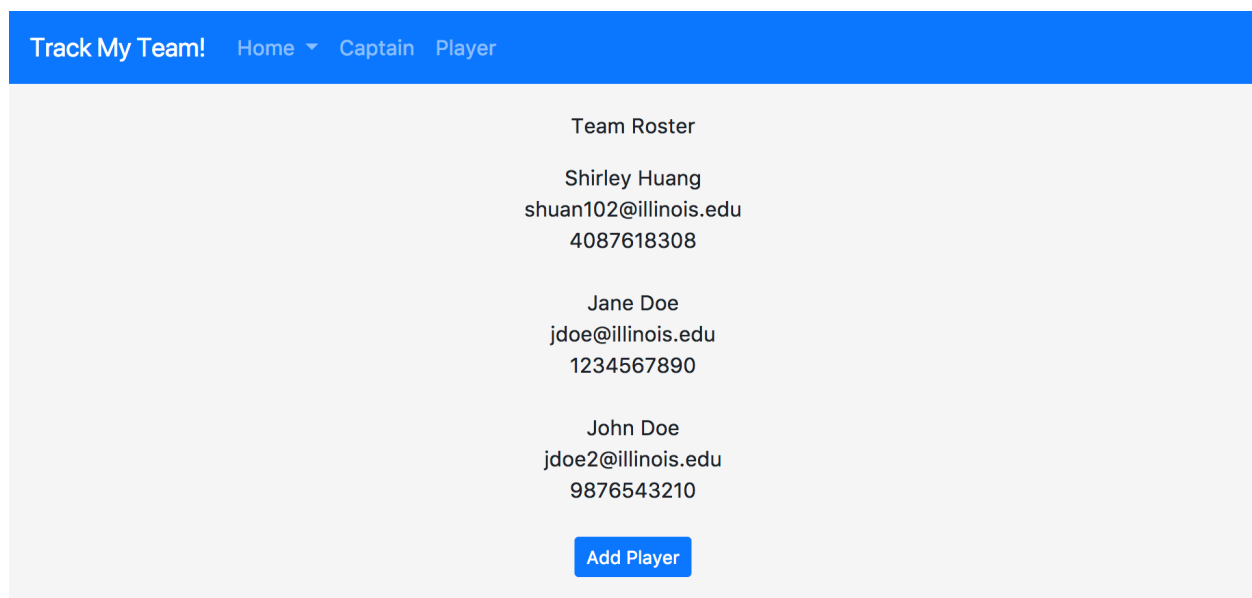 Track My Team! Home Captain Player
Team Roster
Shirley Huang
shuan102@illinois.edu
4087618308
Jane Doe
jdoe@illinois.edu
1234567890
John Doe
jdoe2@illinois.edu
9876543210
Add Player